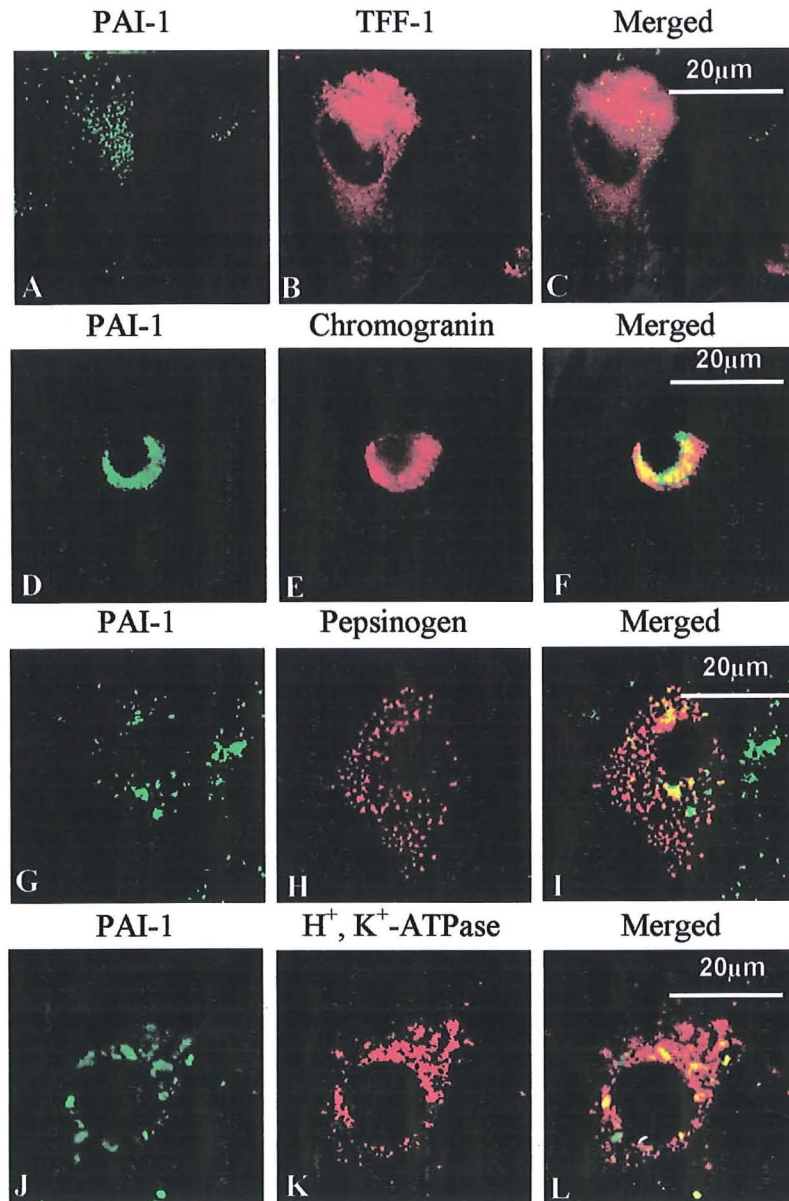 PAI-1 TFF-1 Merged
20µm
A B C
PAI-1 Chromogranin Merged
20µm
D E F
PAI-1 Pepsinogen Merged
20µm
G H I
PAI-1 H⁺, K⁺-ATPase Merged
20µm
J K L